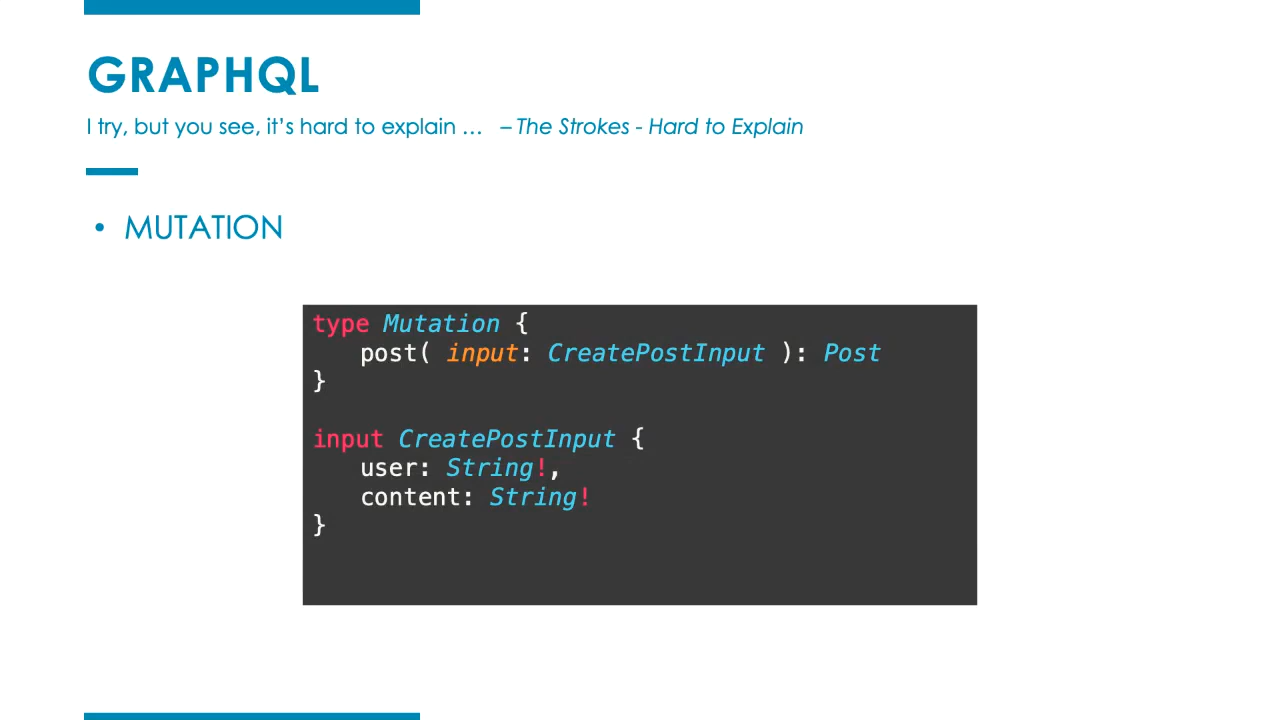 GRAPHQL
I try, but you see, it's hard to explain … – The Strokes - Hard to Explain
• MUTATION
type Mutation {
post( input: CreatePostInput ): Post
}
input CreatePostInput {
user: String!,
content: String!
}